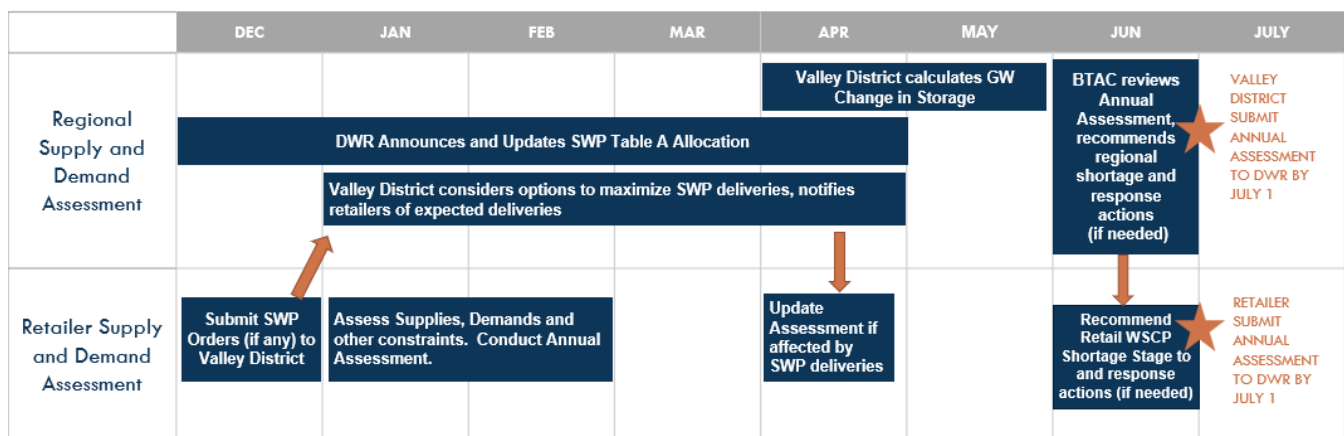 DEC JAN FEB MAR APR MAY JUN JULY
Regional
Supply and
Demand
Assessment
Valley District calculates GW
Change in Storage
DWR Announces and Updates SWP Table A Allocation
Valley District considers options to maximize SWP deliveries, notifies
retailers of expected deliveries
BTAC reviews
Annual
Assessment,
recommends
regional
shortage and
response
actions
(if needed)
VALLEY
DISTRICT
SUBMIT
ANNUAL
ASSESSMENT
TO DWR BY
JULY 1
Retailer Supply
and Demand
Assessment
Submit SWP
Orders (if any) to
Valley District
Assess Supplies, Demands and
other constraints. Conduct Annual
Assessment.
Update
Assessment if
affected by
SWP deliveries
Recommend
Retail WSCP
Shortage Stage to
and response
actions (if needed)
RETAILER
SUBMIT
ANNUAL
ASSESSMENT
TO DWR BY
JULY 1